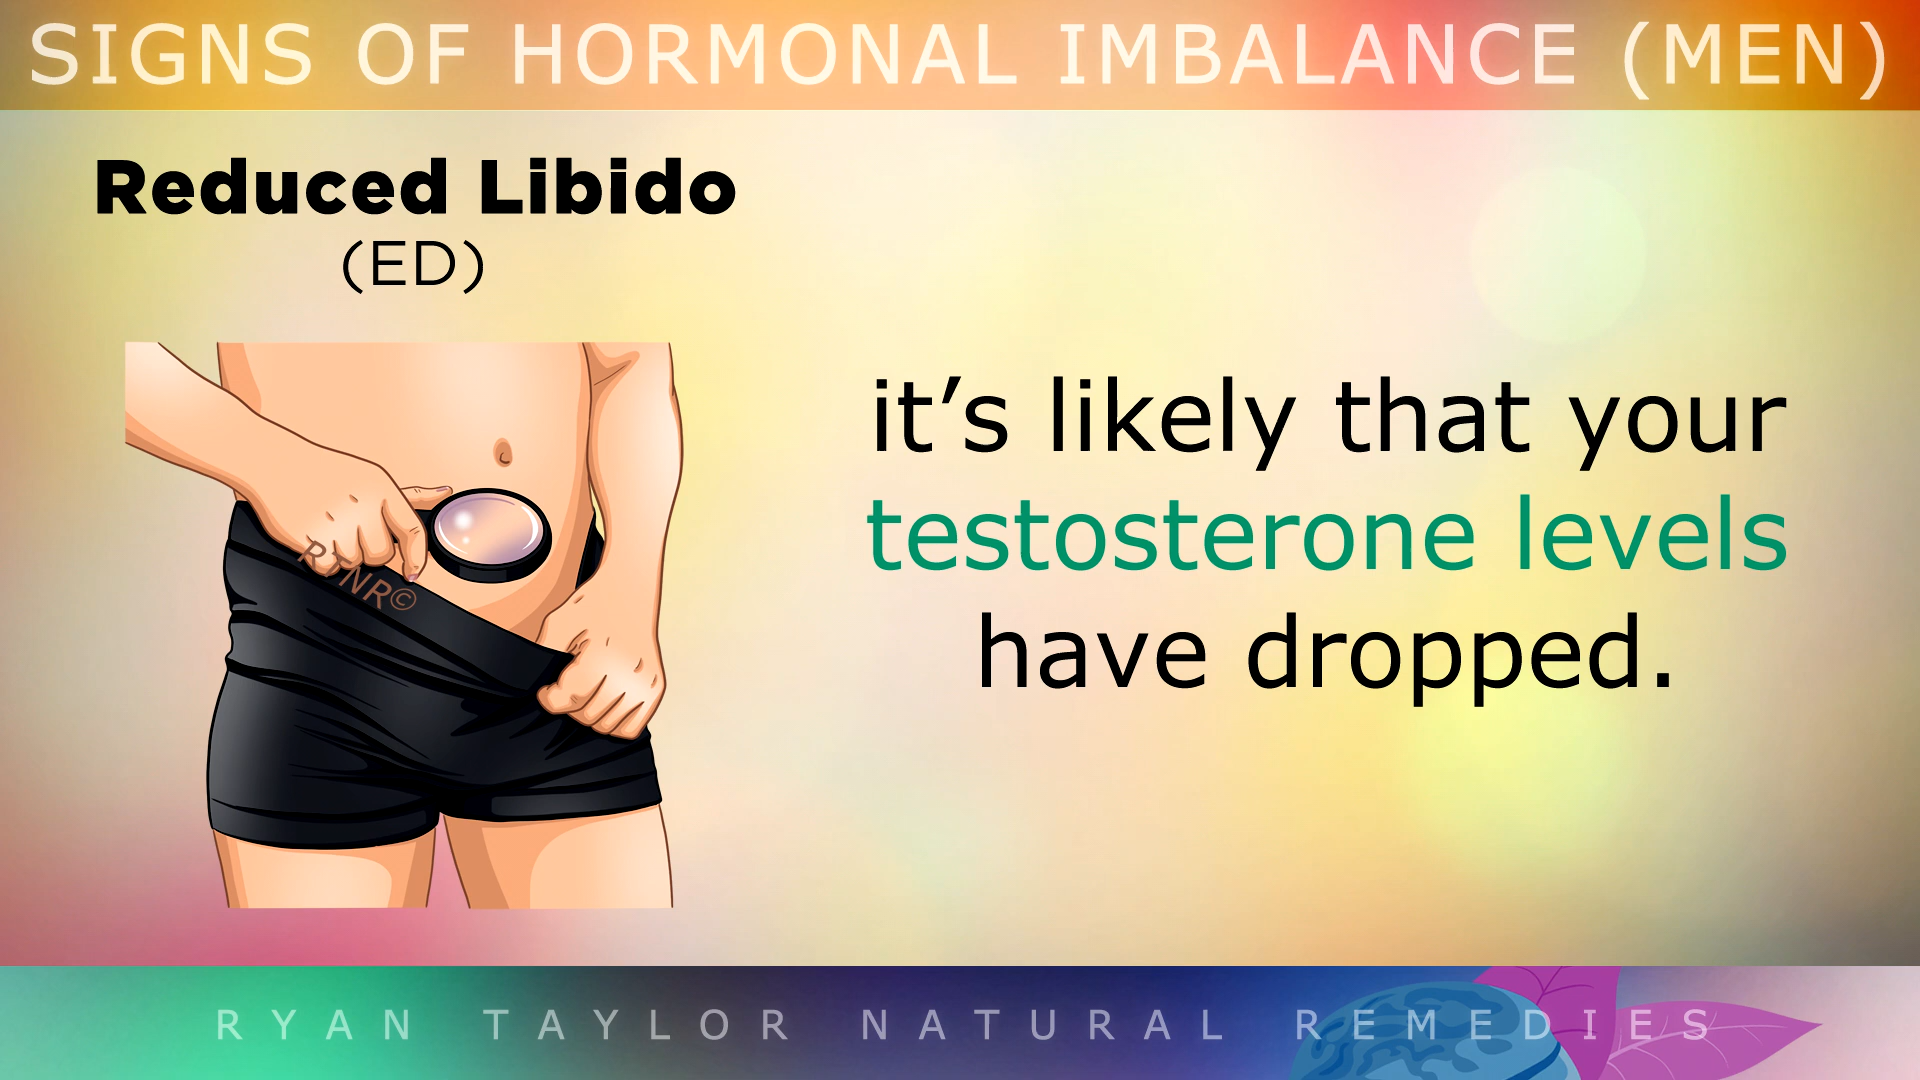 SIGNS OF HORMONAL IMBALANCE (MEN)
Reduced Libido
(ED)
it’s likely that your
testosterone levels
have dropped.
RTNR©
RYAN TAYLOR NATURAL REMEDIES